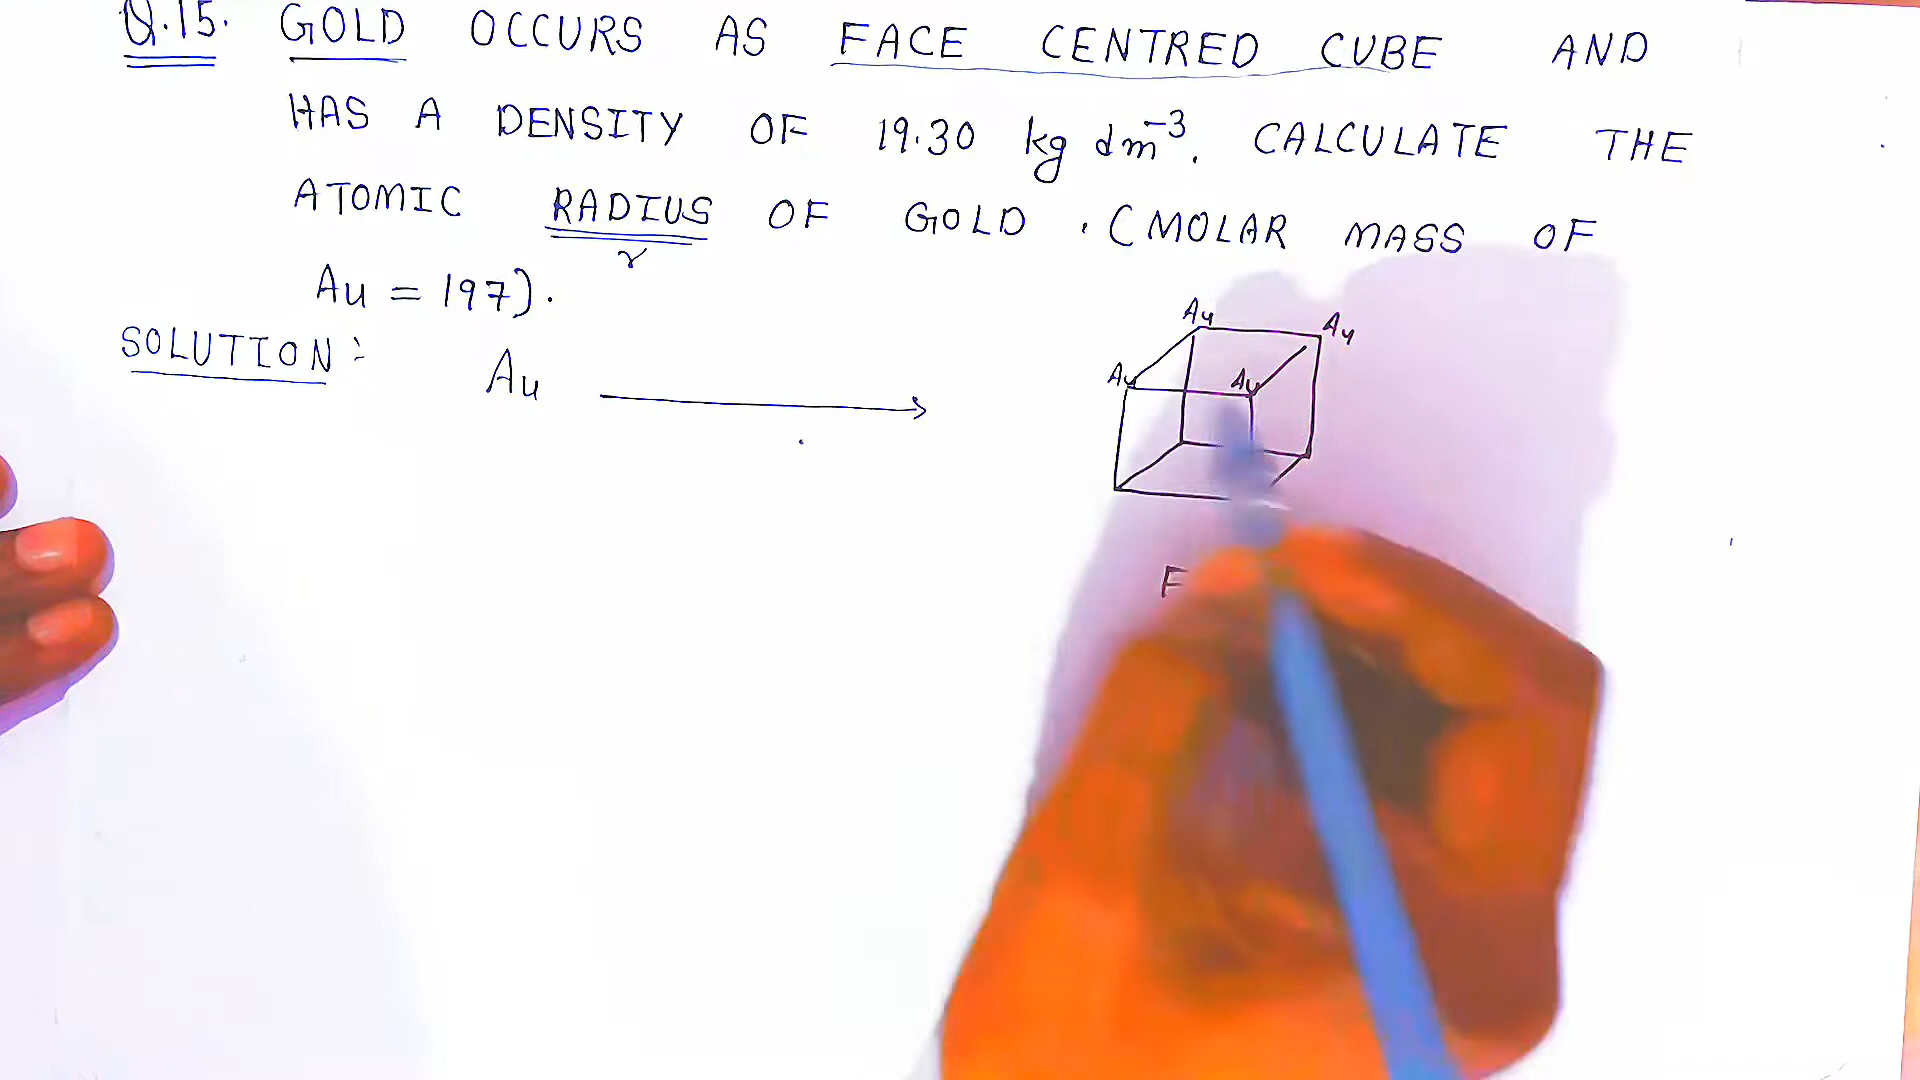 Q.15. GOLD OCCURS AS FACE CENTRED CUBE AND
HAS A DENSITY OF 19.30 kg dm⁻³. CALCULATE THE
ATOMIC RADIUS OF GOLD. (MOLAR MASS OF
r
Au = 197).
SOLUTION:
Au
Au Au
Au Au
F